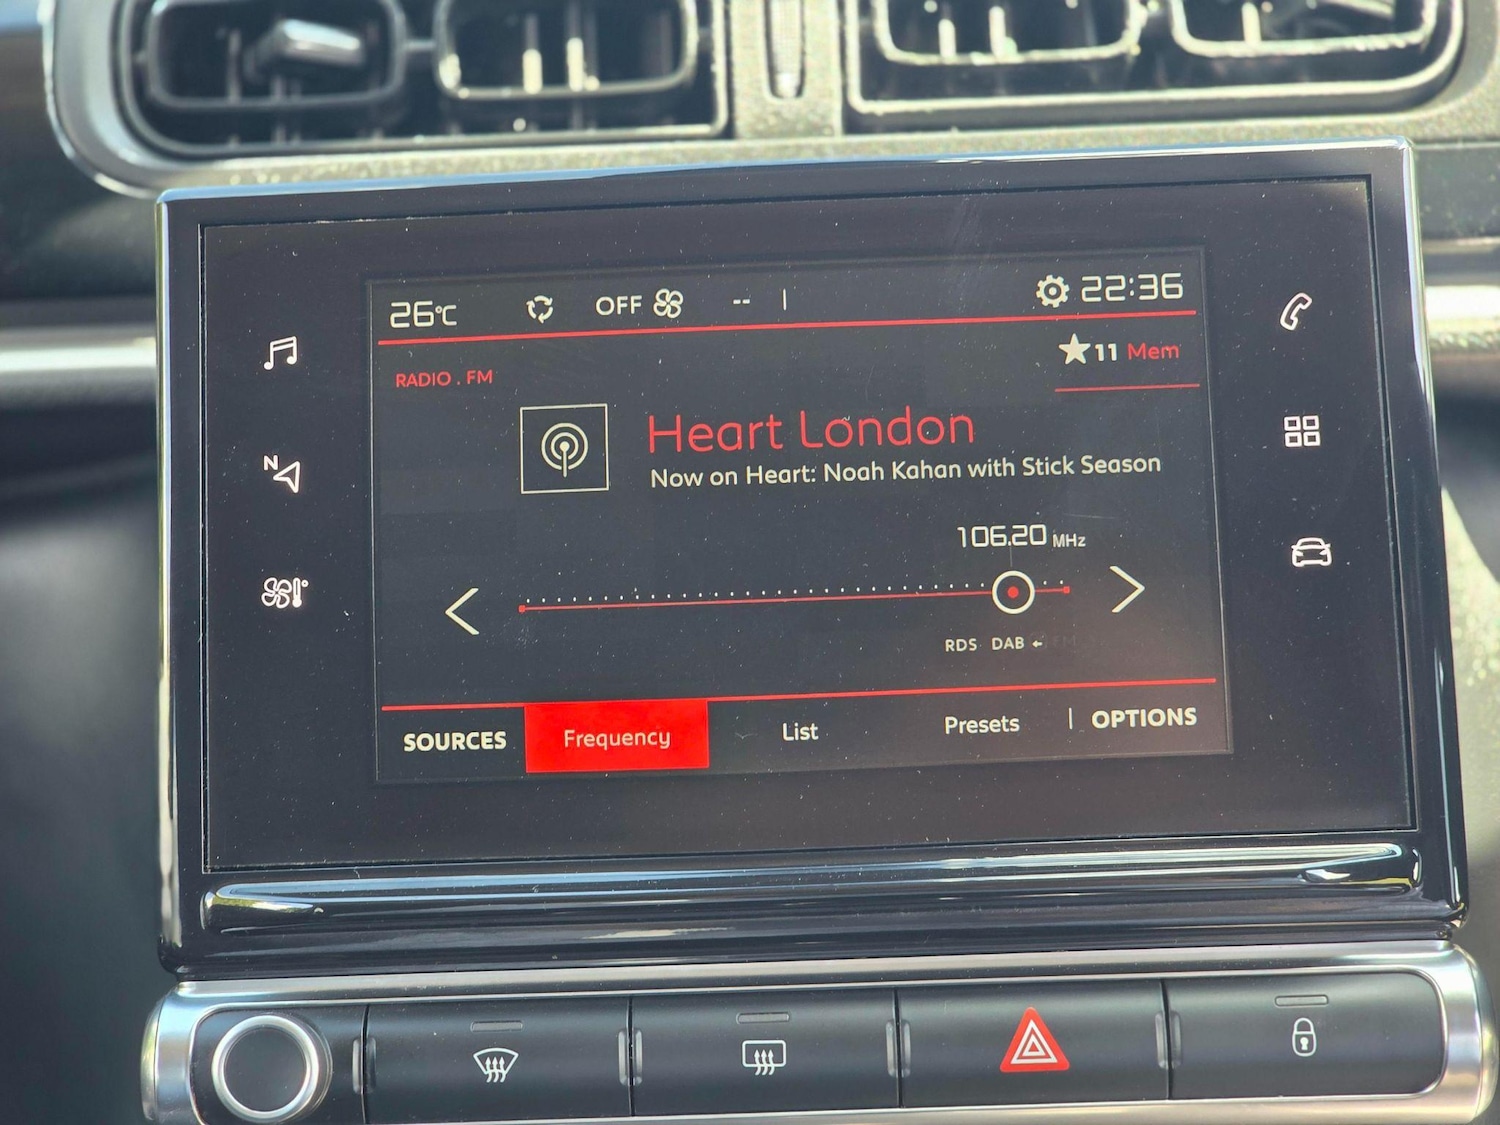 26°C OFF -- 22:36
11 Mem
RADIO . FM
Heart London
Now on Heart: Noah Kahan with Stick Season
N
106.20 MHz
RDS DAB
SOURCES Frequency List Presets OPTIONS